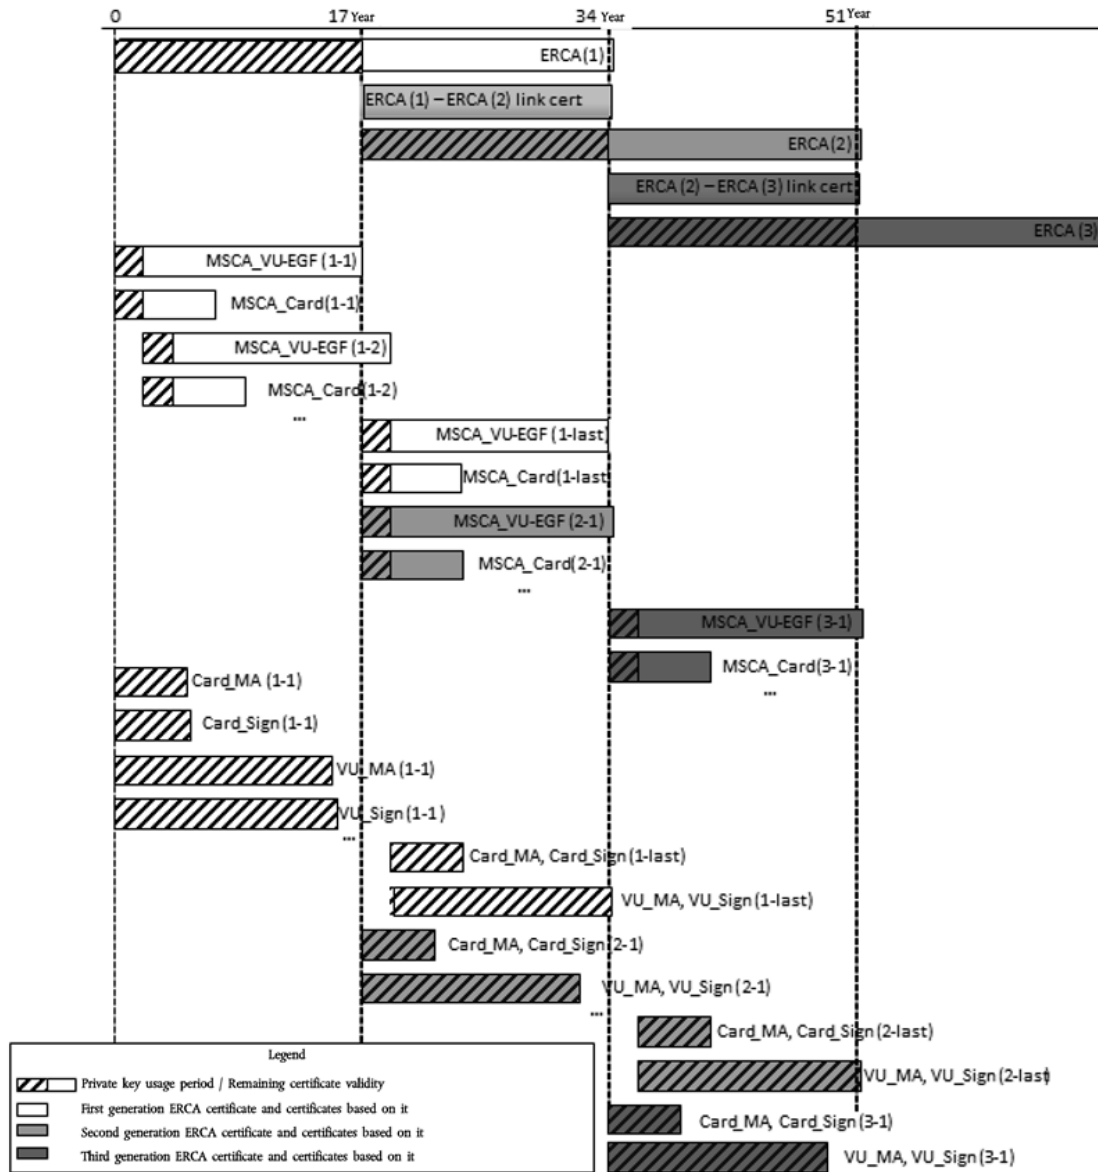 0 17 Year 34 Year 51 Year
ERCA (1)
ERCA (1) – ERCA (2) link cert
ERCA (2)
ERCA (2) – ERCA (3) link cert
ERCA (3)
MSCA_VU-EGF (1-1)
MSCA_Card(1-1)
MSCA_VU-EGF (1-2)
MSCA_Card(1-2)
...
MSCA_VU-EGF (1-last)
MSCA_Card(1-last
MSCA_VU-EGF (2-1)
MSCA_Card(2-1)
...
MSCA_VU-EGF (3-1)
MSCA_Card(3-1)
...
Card_MA (1-1)
Card_Sign (1-1)
VU_MA (1-1)
VU_Sign (1-1)
...
Card_MA, Card_Sign (1-last)
VU_MA, VU_Sign (1-last)
Card_MA, Card_Sign (2-1)
VU_MA, VU_Sign (2-1)
...
Card_MA, Card_Sign (2-last)
VU_MA, VU_Sign (2-last)
Card_MA, Card_Sign (3-1)
VU_MA, VU_Sign (3-1)
Legend
Private key usage period / Remaining certificate validity
First generation ERCA certificate and certificates based on it
Second generation ERCA certificate and certificates based on it
Third generation ERCA certificate and certificates based on it